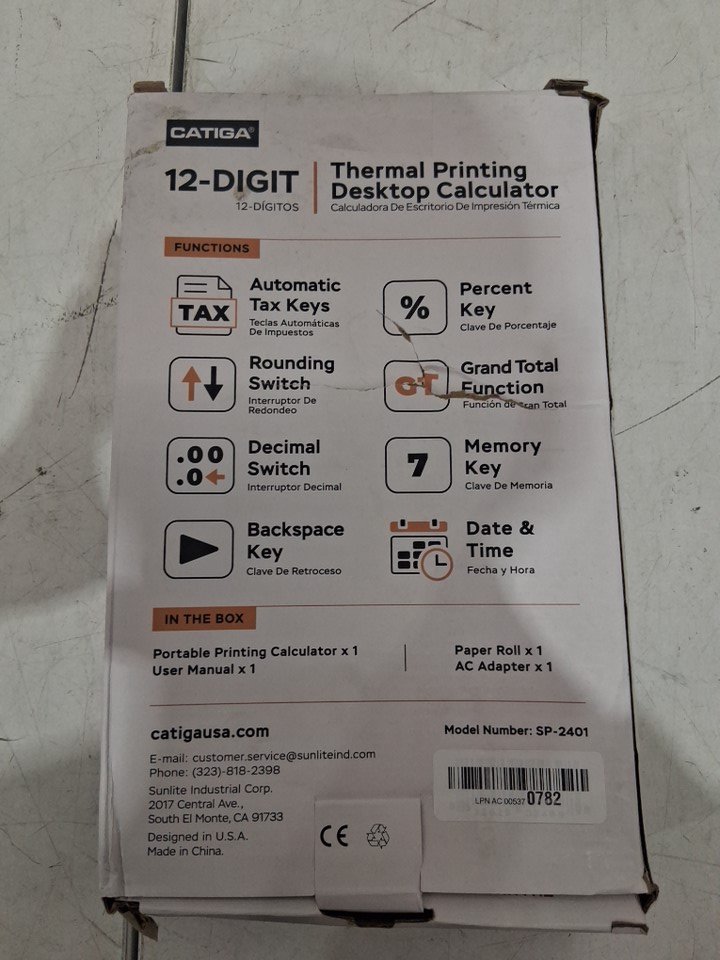 CATIGA®
12-DIGIT
12-DÍGITOS
Thermal Printing
Desktop Calculator
Calculadora De Escritorio De Impresión Térmica
FUNCTIONS
TAX
Automatic
Tax Keys
Teclas Automáticas
De Impuestos
%
Percent
Key
Clave De Porcentaje
Rounding
Switch
Interruptor De
Redondeo
GT
Grand Total
Function
Función de Gran Total
.00
.0
Decimal
Switch
Interruptor Decimal
7
Memory
Key
Clave De Memoria
Backspace
Key
Clave De Retroceso
Date &
Time
Fecha y Hora
IN THE BOX
Portable Printing Calculator x 1
User Manual x 1
Paper Roll x 1
AC Adapter x 1
catigausa.com
Model Number: SP-2401
E-mail: customer.service@sunliteind.com
Phone: (323)-818-2398
Sunlite Industrial Corp.
2017 Central Ave.,
South El Monte, CA 91733
Designed in U.S.A.
Made in China.
LPN AC 00537 0782
CE